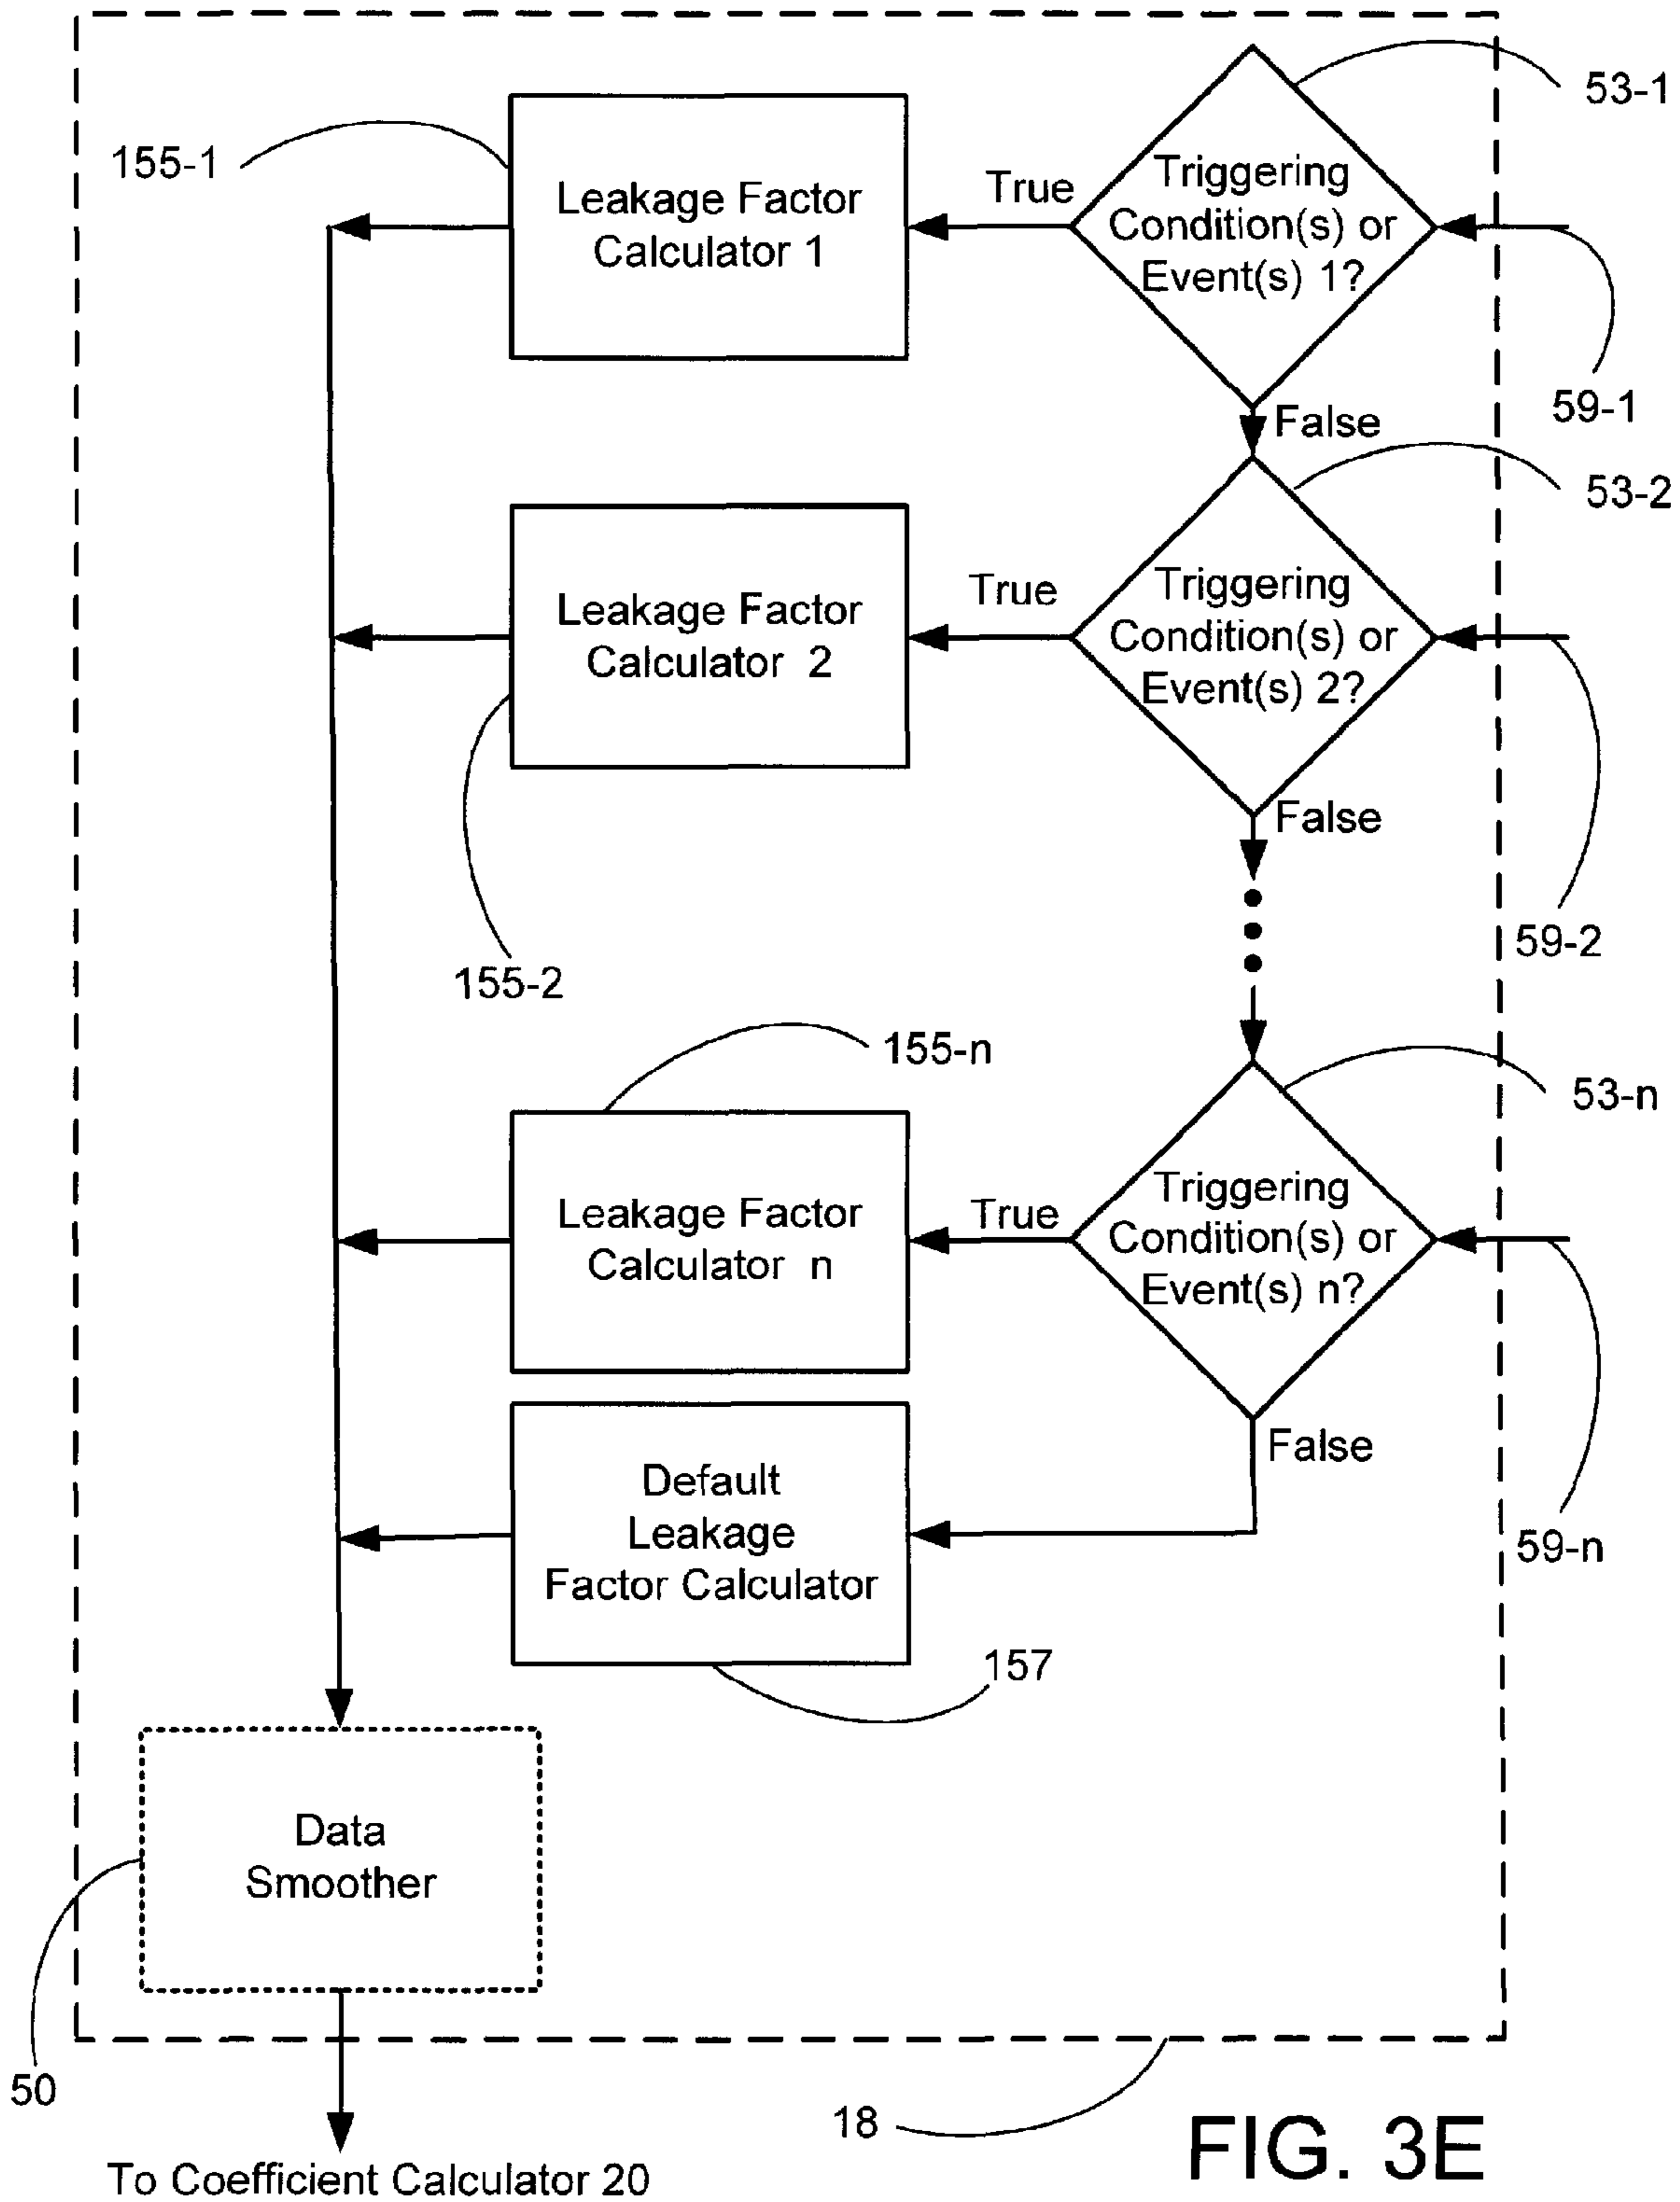 53-1
155-1
True
Triggering
Condition(s) or
Event(s) 1?
Leakage Factor
Calculator 1
59-1
False
53-2
True
Triggering
Condition(s) or
Event(s) 2?
Leakage Factor
Calculator 2
False
59-2
155-2
155-n
53-n
True
Triggering
Condition(s) or
Event(s) n?
Leakage Factor
Calculator n
False
59-n
Default
Leakage
Factor Calculator
157
Data
Smoother
50
18
FIG. 3E
To Coefficient Calculator 20